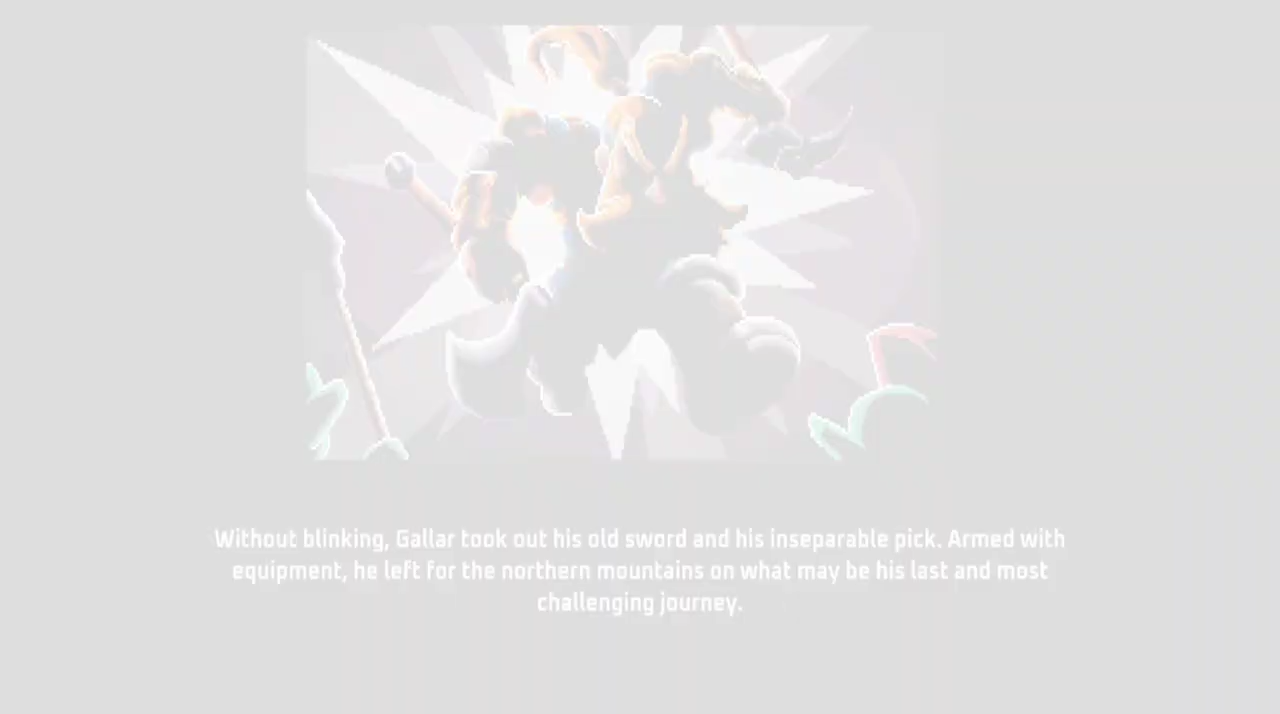 Without blinking, Gallar took out his old sword and his inseparable pick. Armed with
equipment, he left for the northern mountains on what may be his last and most
challenging journey.